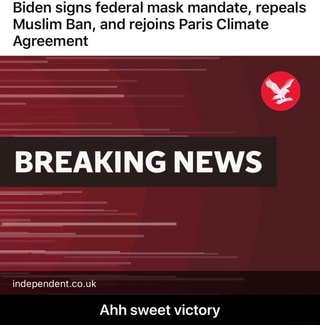 Biden signs federal mask mandate, repeals
Muslim Ban, and rejoins Paris Climate
Agreement
BREAKING NEWS
independent.co.uk
Ahh sweet victory